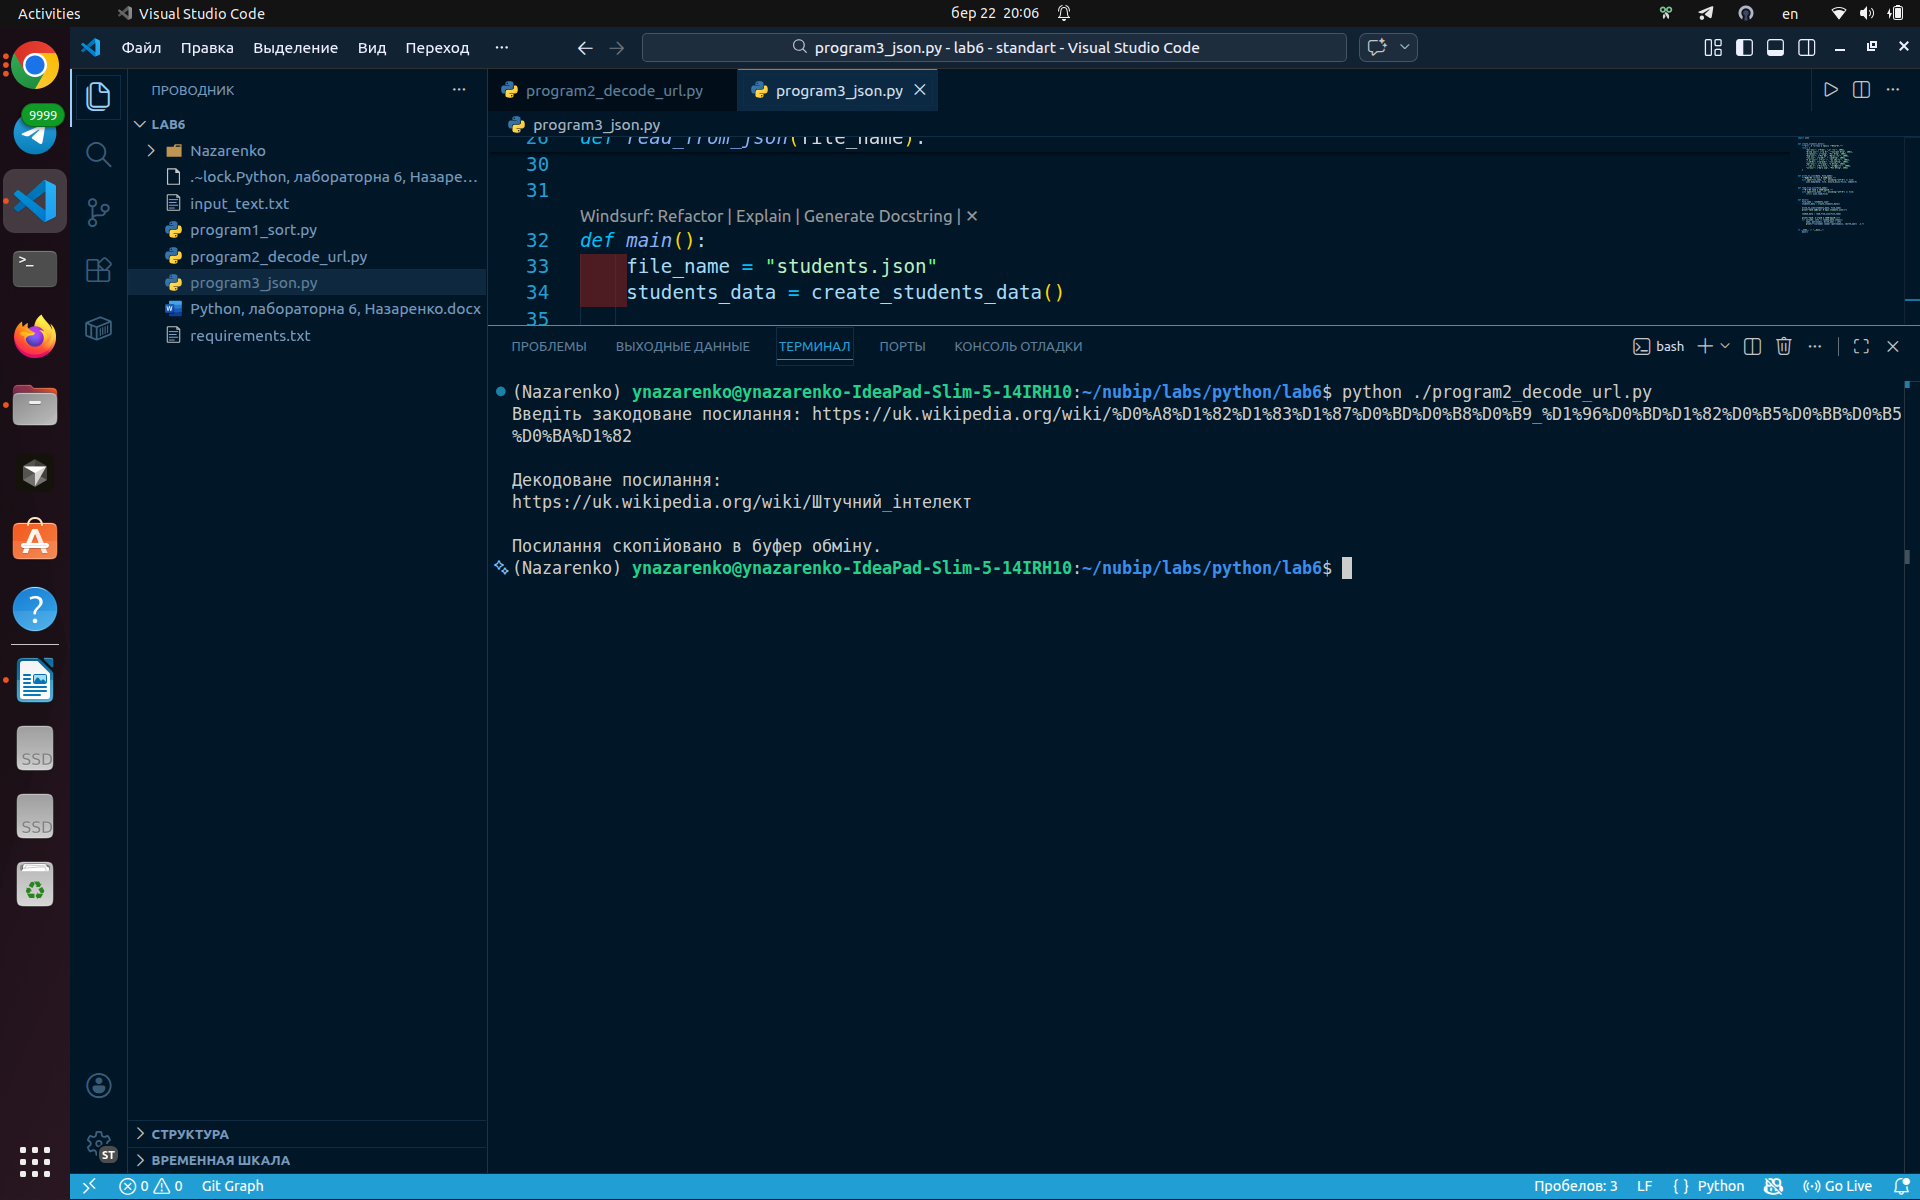 Activities Visual Studio Code бер 22 20:06 en
Файл Правка Выделение Вид Переход ··· program3_json.py - lab6 - standart - Visual Studio Code
9999
ПРОВОДНИК
LAB6
Nazarenko
.~lock.Python, лабораторна 6, Назаре...
input_text.txt
program1_sort.py
program2_decode_url.py
program3_json.py
Python, лабораторна 6, Назаренко.docx
requirements.txt
СТРУКТУРА
ВРЕМЕННАЯ ШКАЛА
program2_decode_url.py program3_json.py
program3_json.py
26 def read_from_json(file_name):
30
31
Windsurf: Refactor | Explain | Generate Docstring | ✕
32 def main():
33 file_name = "students.json"
34 students_data = create_students_data()
35
ПРОБЛЕМЫ ВЫХОДНЫЕ ДАННЫЕ ТЕРМИНАЛ ПОРТЫ КОНСОЛЬ ОТЛАДКИ bash
(Nazarenko) ynazarenko@ynazarenko-IdeaPad-Slim-5-14IRH10:~/nubip/labs/python/lab6$ python ./program2_decode_url.py
Введіть закодоване посилання: https://uk.wikipedia.org/wiki/%D0%A8%D1%82%D1%83%D1%87%D0%BD%D0%B8%D0%B9_%D1%96%D0%BD%D1%82%D0%B5%D0%BB%D0%B5
%D0%BA%D1%82
Декодоване посилання:
https://uk.wikipedia.org/wiki/Штучний_інтелект
Посилання скопійовано в буфер обміну.
(Nazarenko) ynazarenko@ynazarenko-IdeaPad-Slim-5-14IRH10:~/nubip/labs/python/lab6$
SSD
SSD
ST
0 0 Git Graph Пробелов: 3 LF { } Python Go Live